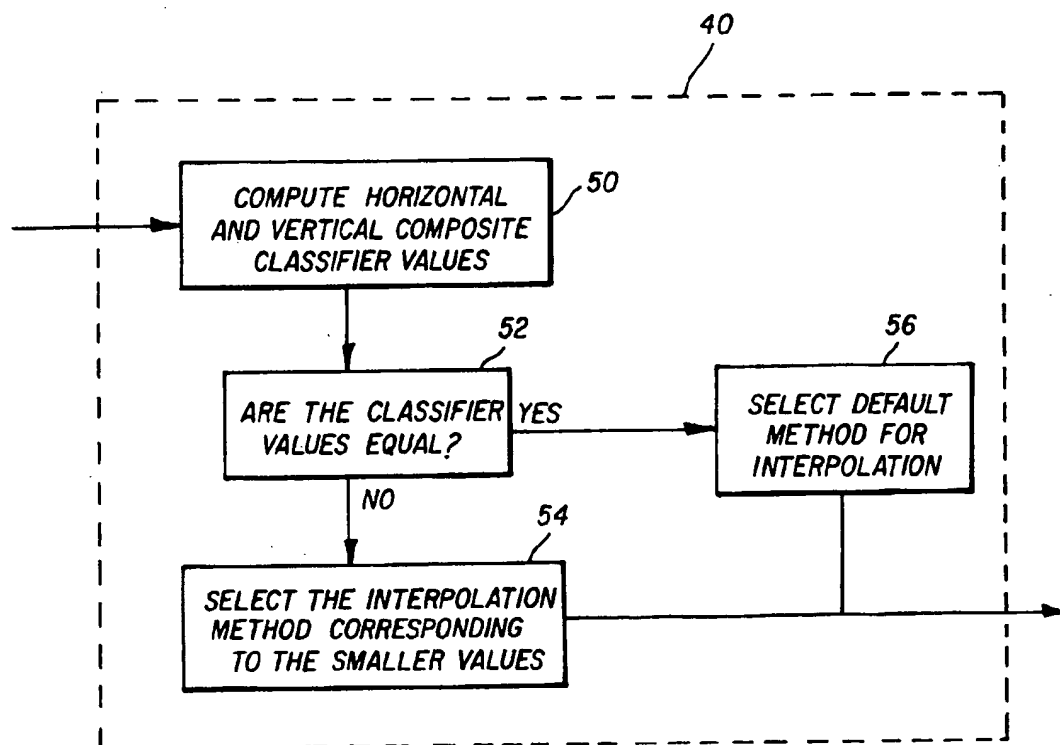 40
COMPUTE HORIZONTAL
AND VERTICAL COMPOSITE
CLASSIFIER VALUES
50
52
ARE THE CLASSIFIER
VALUES EQUAL?
YES
56
SELECT DEFAULT
METHOD FOR
INTERPOLATION
NO
54
SELECT THE INTERPOLATION
METHOD CORRESPONDING
TO THE SMALLER VALUES